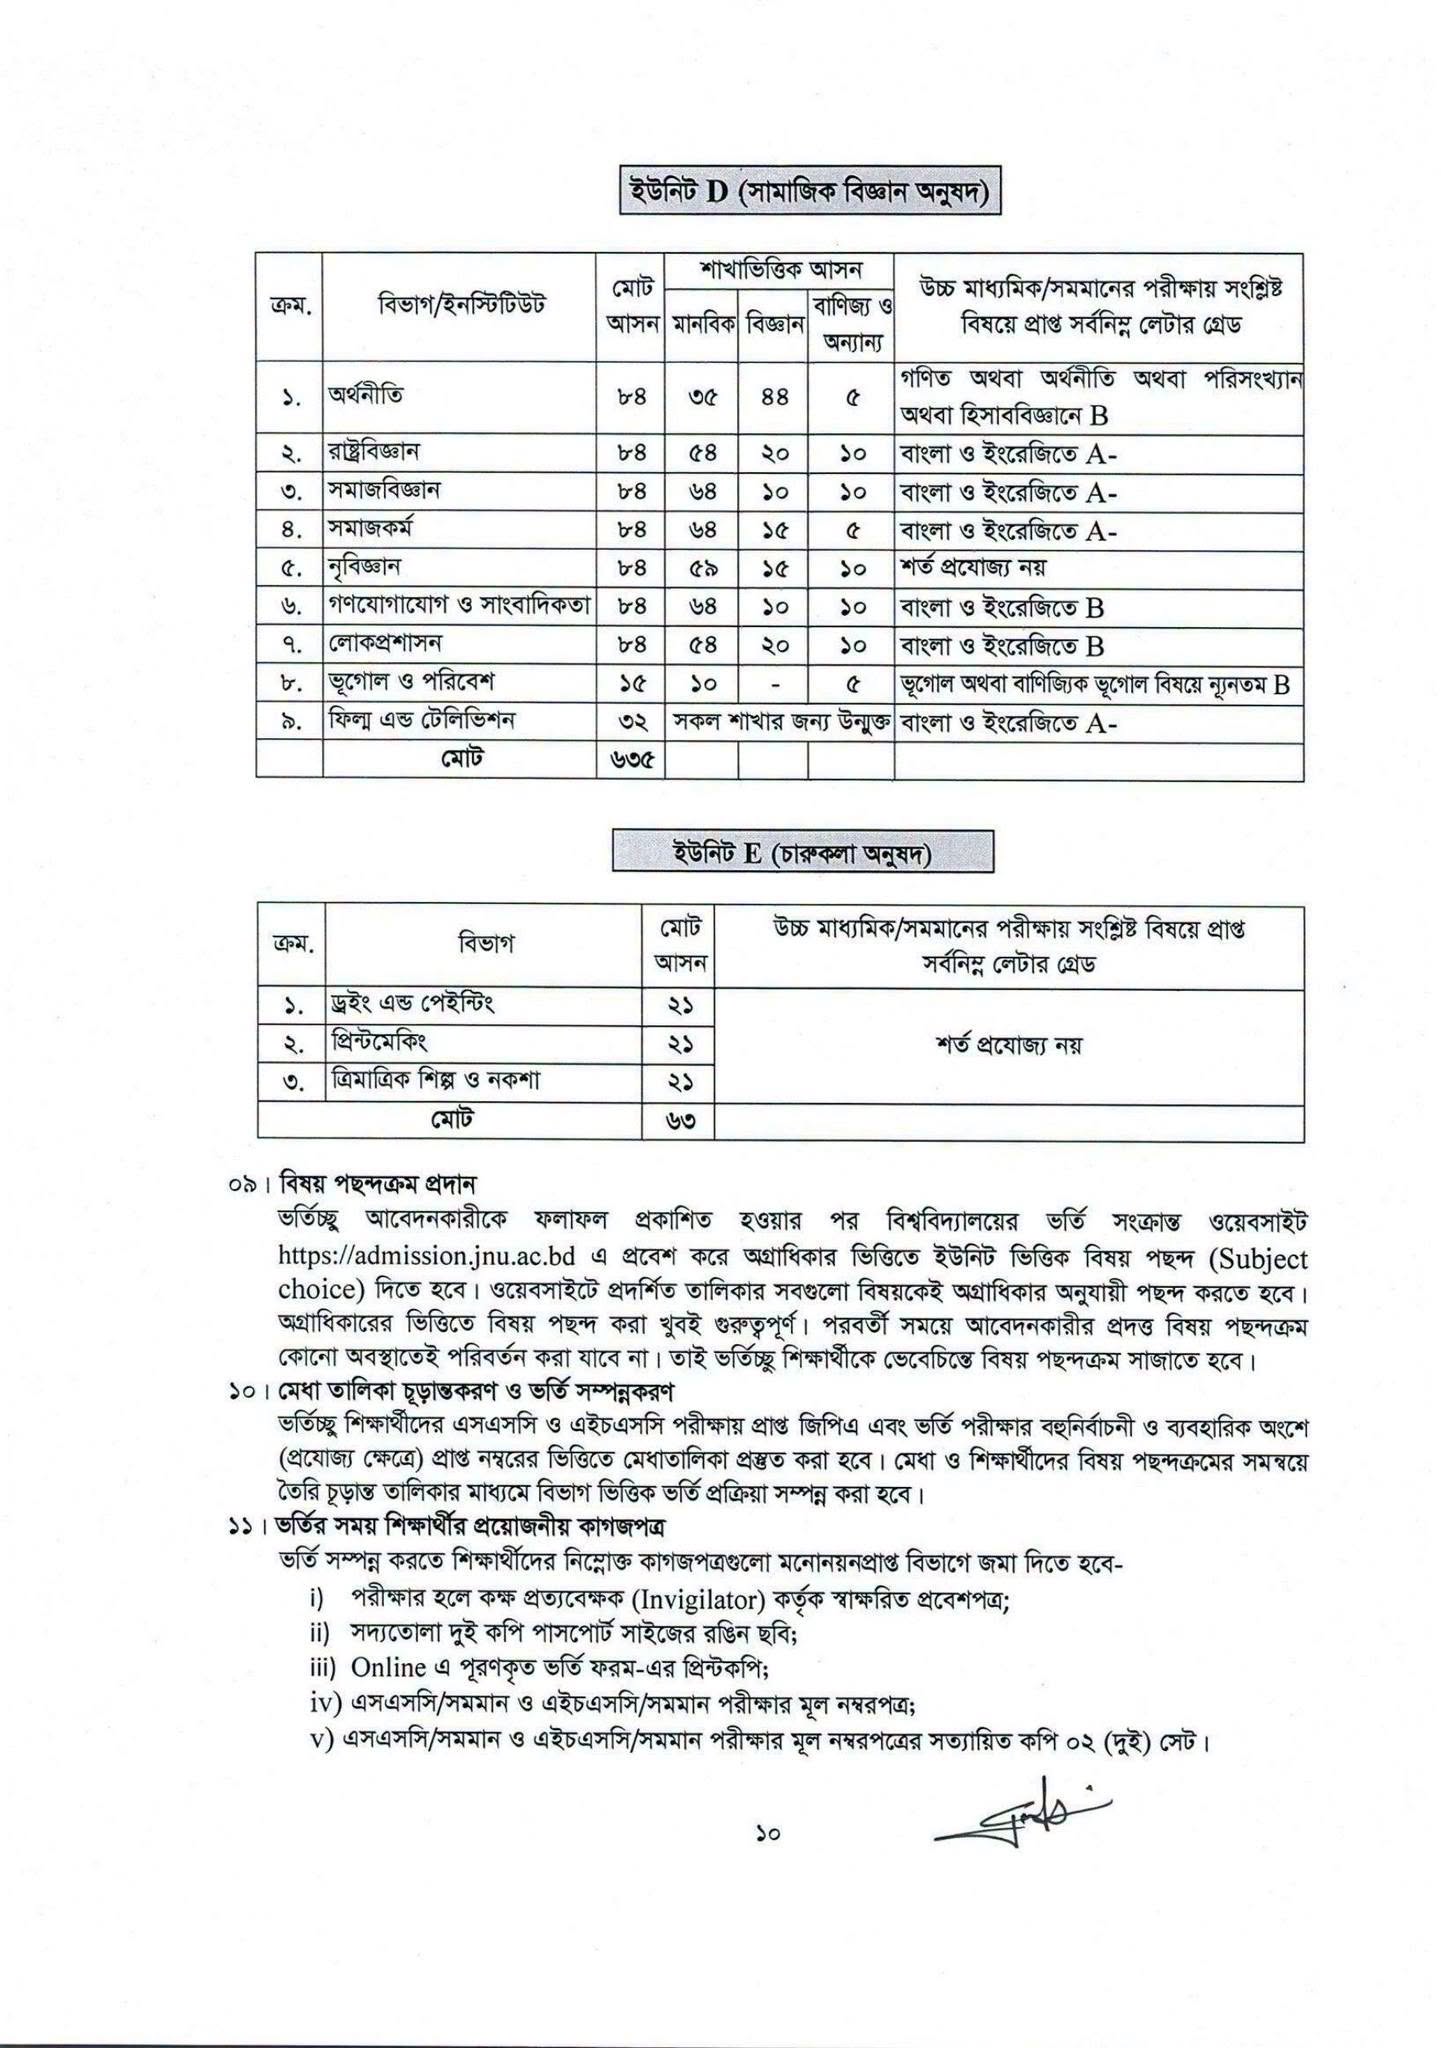 ইউনিট D (সামাজিক বিজ্ঞান অনুষদ)
ক্রম. বিভাগ/ইনস্টিটিউট মোট আসন শাখাভিত্তিক আসন উচ্চ মাধ্যমিক/সমমানের পরীক্ষায় সংশ্লিষ্ট বিষয়ে প্রাপ্ত সর্বনিম্ন লেটার গ্রেড
মানবিক বিজ্ঞান বাণিজ্য ও অন্যান্য
১. অর্থনীতি ৮৪ ৩৫ ৪৪ ৫ গণিত অথবা অর্থনীতি অথবা পরিসংখ্যান অথবা হিসাববিজ্ঞানে B
২. রাষ্ট্রবিজ্ঞান ৮৪ ৫৪ ২০ ১০ বাংলা ও ইংরেজিতে A-
৩. সমাজবিজ্ঞান ৮৪ ৬৪ ১০ ১০ বাংলা ও ইংরেজিতে A-
৪. সমাজকর্ম ৮৪ ৬৪ ১৫ ৫ বাংলা ও ইংরেজিতে A-
৫. নৃবিজ্ঞান ৮৪ ৫৯ ১৫ ১০ শর্ত প্রযোজ্য নয়
৬. গণযোগাযোগ ও সাংবাদিকতা ৮৪ ৬৪ ১০ ১০ বাংলা ও ইংরেজিতে B
৭. লোকপ্রশাসন ৮৪ ৫৪ ২০ ১০ বাংলা ও ইংরেজিতে B
৮. ভূগোল ও পরিবেশ ১৫ ১০ - ৫ ভূগোল অথবা বাণিজ্যিক ভূগোল বিষয়ে ন্যূনতম B
৯. ফিল্ম এন্ড টেলিভিশন ৩২ সকল শাখার জন্য উন্মুক্ত বাংলা ও ইংরেজিতে A-
মোট ৬৩৫
ইউনিট E (চারুকলা অনুষদ)
ক্রম. বিভাগ মোট আসন উচ্চ মাধ্যমিক/সমমানের পরীক্ষায় সংশ্লিষ্ট বিষয়ে প্রাপ্ত সর্বনিম্ন লেটার গ্রেড
১. ড্রইং এন্ড পেইন্টিং ২১
২. প্রিন্টমেকিং ২১ শর্ত প্রযোজ্য নয়
৩. ত্রিমাত্রিক শিল্প ও নকশা ২১
মোট ৬৩
০৯। বিষয় পছন্দক্রম প্রদান
ভর্তিচ্ছু আবেদনকারীকে ফলাফল প্রকাশিত হওয়ার পর বিশ্ববিদ্যালয়ের ভর্তি সংক্রান্ত ওয়েবসাইট
https://admission.jnu.ac.bd এ প্রবেশ করে অগ্রাধিকার ভিত্তিতে ইউনিট ভিত্তিক বিষয় পছন্দ (Subject
choice) দিতে হবে। ওয়েবসাইটে প্রদর্শিত তালিকার সবগুলো বিষয়কেই অগ্রাধিকার অনুযায়ী পছন্দ করতে হবে।
অগ্রাধিকারের ভিত্তিতে বিষয় পছন্দ করা খুবই গুরুত্বপূর্ণ। পরবর্তী সময়ে আবেদনকারীর প্রদত্ত বিষয় পছন্দক্রম
কোনো অবস্থাতেই পরিবর্তন করা যাবে না। তাই ভর্তিচ্ছু শিক্ষার্থীকে ভেবেচিন্তে বিষয় পছন্দক্রম সাজাতে হবে।
১০। মেধা তালিকা চূড়ান্তকরণ ও ভর্তি সম্পন্নকরণ
ভর্তিচ্ছু শিক্ষার্থীদের এসএসসি ও এইচএসসি পরীক্ষায় প্রাপ্ত জিপিএ এবং ভর্তি পরীক্ষার বহুনির্বাচনী ও ব্যবহারিক অংশে
(প্রযোজ্য ক্ষেত্রে) প্রাপ্ত নম্বরের ভিত্তিতে মেধাতালিকা প্রস্তুত করা হবে। মেধা ও শিক্ষার্থীদের বিষয় পছন্দক্রমের সমন্বয়ে
তৈরি চূড়ান্ত তালিকার মাধ্যমে বিভাগ ভিত্তিক ভর্তি প্রক্রিয়া সম্পন্ন করা হবে।
১১। ভর্তির সময় শিক্ষার্থীর প্রয়োজনীয় কাগজপত্র
ভর্তি সম্পন্ন করতে শিক্ষার্থীদের নিম্নোক্ত কাগজপত্রগুলো মনোনয়নপ্রাপ্ত বিভাগে জমা দিতে হবে-
i) পরীক্ষার হলে কক্ষ প্রত্যবেক্ষক (Invigilator) কর্তৃক স্বাক্ষরিত প্রবেশপত্র;
ii) সদ্যতোলা দুই কপি পাসপোর্ট সাইজের রঙিন ছবি;
iii) Online এ পূরণকৃত ভর্তি ফরম-এর প্রিন্টকপি;
iv) এসএসসি/সমমান ও এইচএসসি/সমমান পরীক্ষার মূল নম্বরপত্র;
v) এসএসসি/সমমান ও এইচএসসি/সমমান পরীক্ষার মূল নম্বরপত্রের সত্যায়িত কপি ০২ (দুই) সেট।
১০